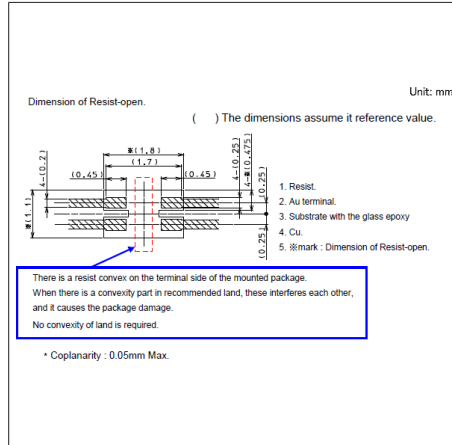 Unit: mm
Dimension of Resist-open.
( ) The dimensions assume it reference value.
※(1.8)
(1.7)
(0.45)
(0.45)
4-(0.2)
※(1.1)
4-(0.25)
4-※(0.475)
(0.25)
(0.25)
1. Resist.
2. Au terminal.
3. Substrate with the glass epoxy
4. Cu.
5. ※mark : Dimension of Resist-open.
There is a resist convex on the terminal side of the mounted package.
When there is a convexity part in recommended land, these interferes each other,
and it causes the package damage.
No convexity of land is required.
* Coplanarity : 0.05mm Max.